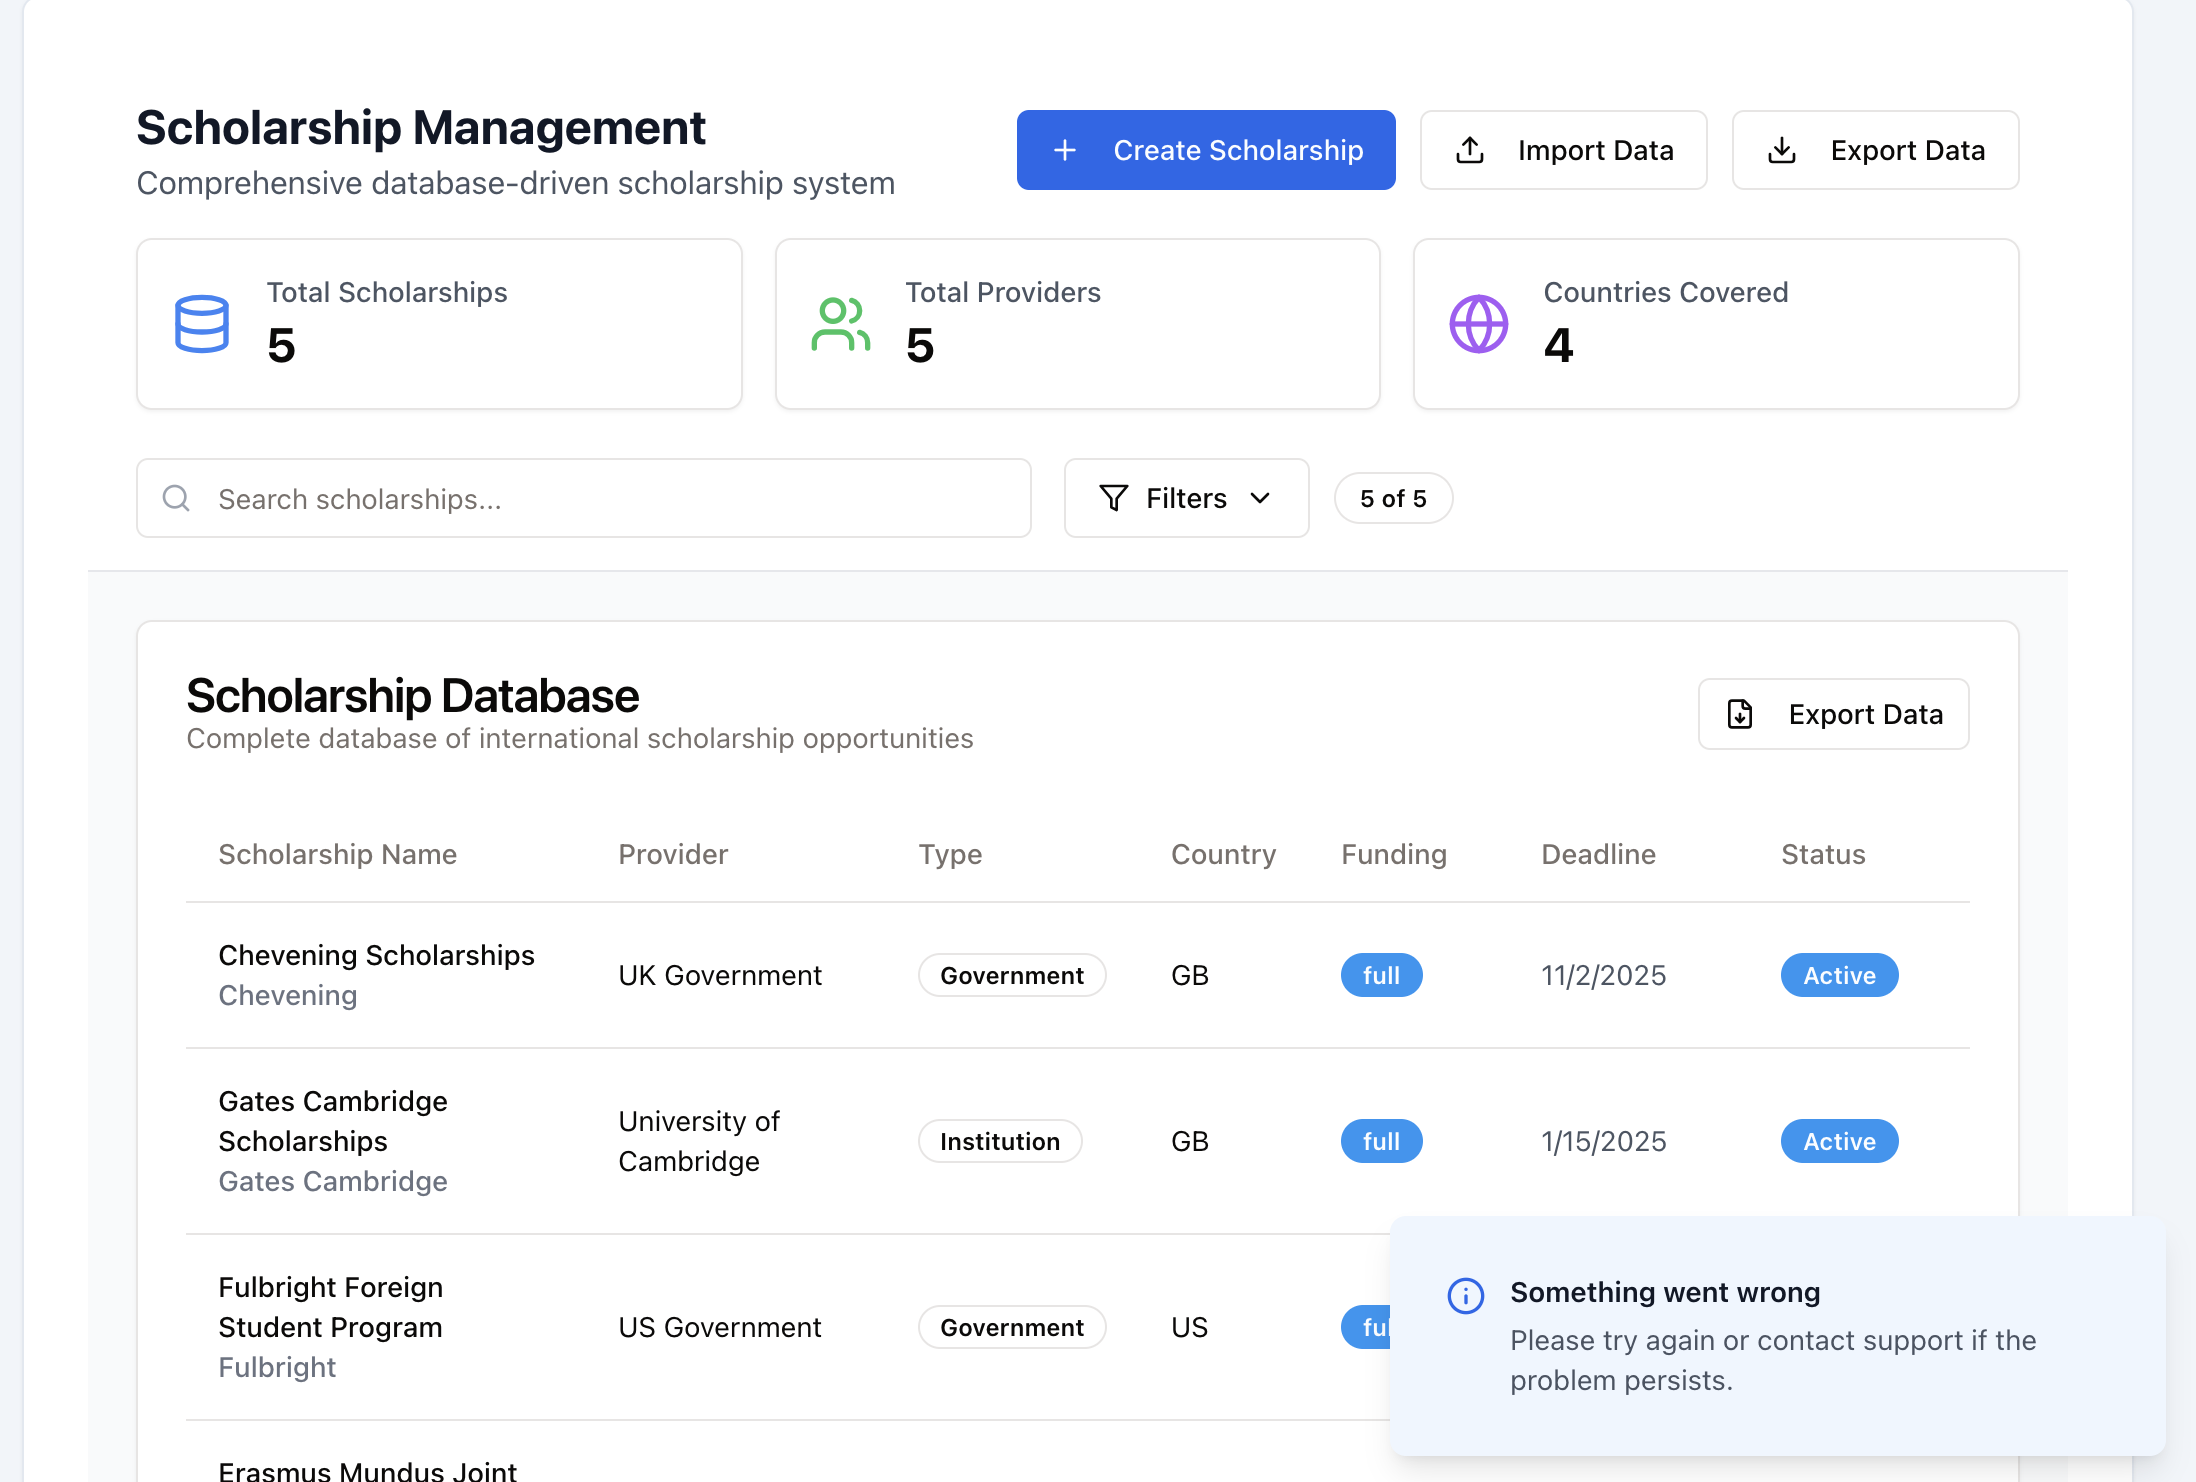 Scholarship Management
Comprehensive database-driven scholarship system
Create Scholarship
Import Data
Export Data
Total Scholarships
5
Total Providers
5
Countries Covered
4
Search scholarships...
Filters
5 of 5
Scholarship Database
Complete database of international scholarship opportunities
Export Data
Scholarship Name Provider Type Country Funding Deadline Status
Chevening Scholarships
Chevening
UK Government
Government
GB
full
11/2/2025
Active
Gates Cambridge
Scholarships
Gates Cambridge
University of
Cambridge
Institution
GB
full
1/15/2025
Active
Fulbright Foreign
Student Program
Fulbright
US Government
Government
US
Something went wrong
Please try again or contact support if the
problem persists.
Erasmus Mundus Joint